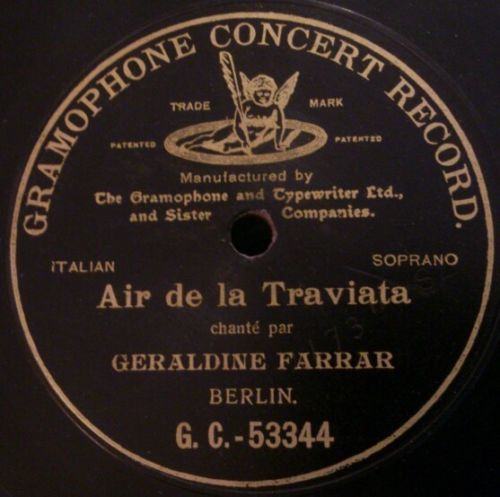 GRAMOPHONE CONCERT RECORD.
TRADE MARK
PATENTED PATENTED
Manufactured by
The Gramophone and Typewriter Ltd.,
and Sister Companies.
ITALIAN SOPRANO
Air de la Traviata
chanté par
GERALDINE FARRAR
BERLIN.
G. C.-53344